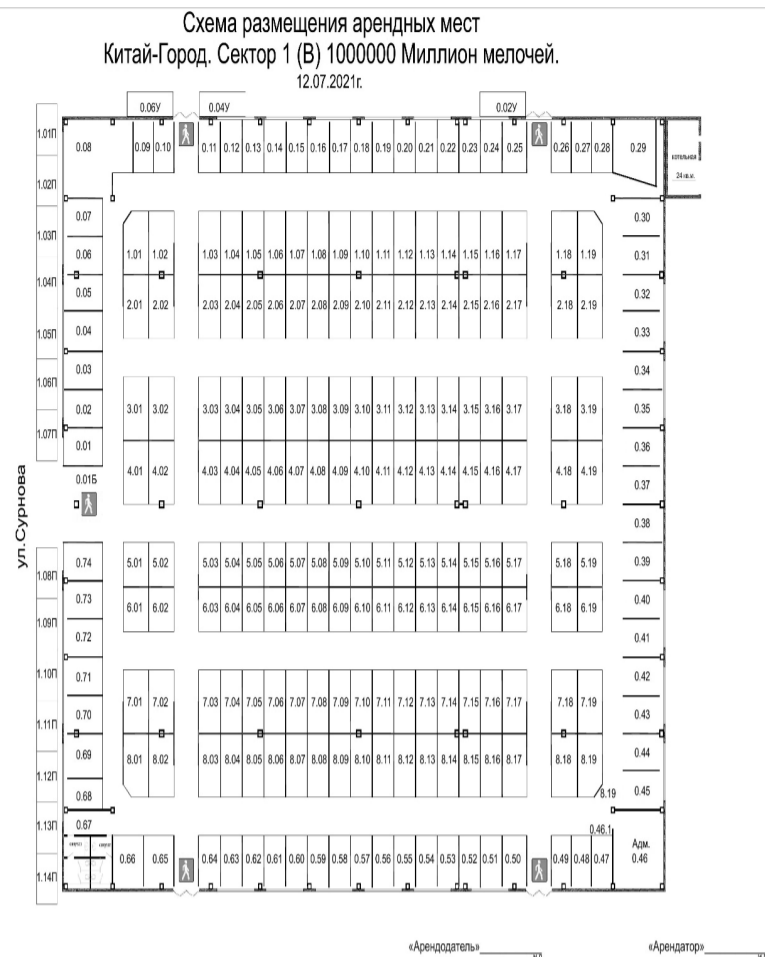 Схема размещения арендных мест
Китай-Город. Сектор 1 (В) 1000000 Миллион мелочей.
12.07.2021г.
0.06У 0.04У 0.02У
1.01П 0.08 0.09 0.10 0.11 0.12 0.13 0.14 0.15 0.16 0.17 0.18 0.19 0.20 0.21 0.22 0.23 0.24 0.25 0.26 0.27 0.28 0.29 котельная
24 кв.м.
1.02П
0.07 0.30
1.03П
0.06 1.01 1.02 1.03 1.04 1.05 1.06 1.07 1.08 1.09 1.10 1.11 1.12 1.13 1.14 1.15 1.16 1.17 1.18 1.19 0.31
1.04П
0.05 0.32
2.01 2.02 2.03 2.04 2.05 2.06 2.07 2.08 2.09 2.10 2.11 2.12 2.13 2.14 2.15 2.16 2.17 2.18 2.19
1.05П 0.04 0.33
0.03 0.34
1.06П
0.02 3.01 3.02 3.03 3.04 3.05 3.06 3.07 3.08 3.09 3.10 3.11 3.12 3.13 3.14 3.15 3.16 3.17 3.18 3.19 0.35
1.07П
0.01 0.36
4.01 4.02 4.03 4.04 4.05 4.06 4.07 4.08 4.09 4.10 4.11 4.12 4.13 4.14 4.15 4.16 4.17 4.18 4.19
0.01Б 0.37
ул.Сурнова
0.38
0.74 5.01 5.02 5.03 5.04 5.05 5.06 5.07 5.08 5.09 5.10 5.11 5.12 5.13 5.14 5.15 5.16 5.17 5.18 5.19 0.39
1.08П
0.73 0.40
6.01 6.02 6.03 6.04 6.05 6.06 6.07 6.08 6.09 6.10 6.11 6.12 6.13 6.14 6.15 6.16 6.17 6.18 6.19
1.09П
0.72 0.41
1.10П 0.71 0.42
7.01 7.02 7.03 7.04 7.05 7.06 7.07 7.08 7.09 7.10 7.11 7.12 7.13 7.14 7.15 7.16 7.17 7.18 7.19
0.70 0.43
1.11П
0.69 8.01 8.02 8.03 8.04 8.05 8.06 8.07 8.08 8.09 8.10 8.11 8.12 8.13 8.14 8.15 8.16 8.17 8.18 8.19 0.44
1.12П
0.68 8.19 0.45
1.13П 0.67 0.46.1
Адм.
0.66 0.65 0.64 0.63 0.62 0.61 0.60 0.59 0.58 0.57 0.56 0.55 0.54 0.53 0.52 0.51 0.50 0.49 0.48 0.47 0.46
1.14П
«Арендодатель» «Арендатор»